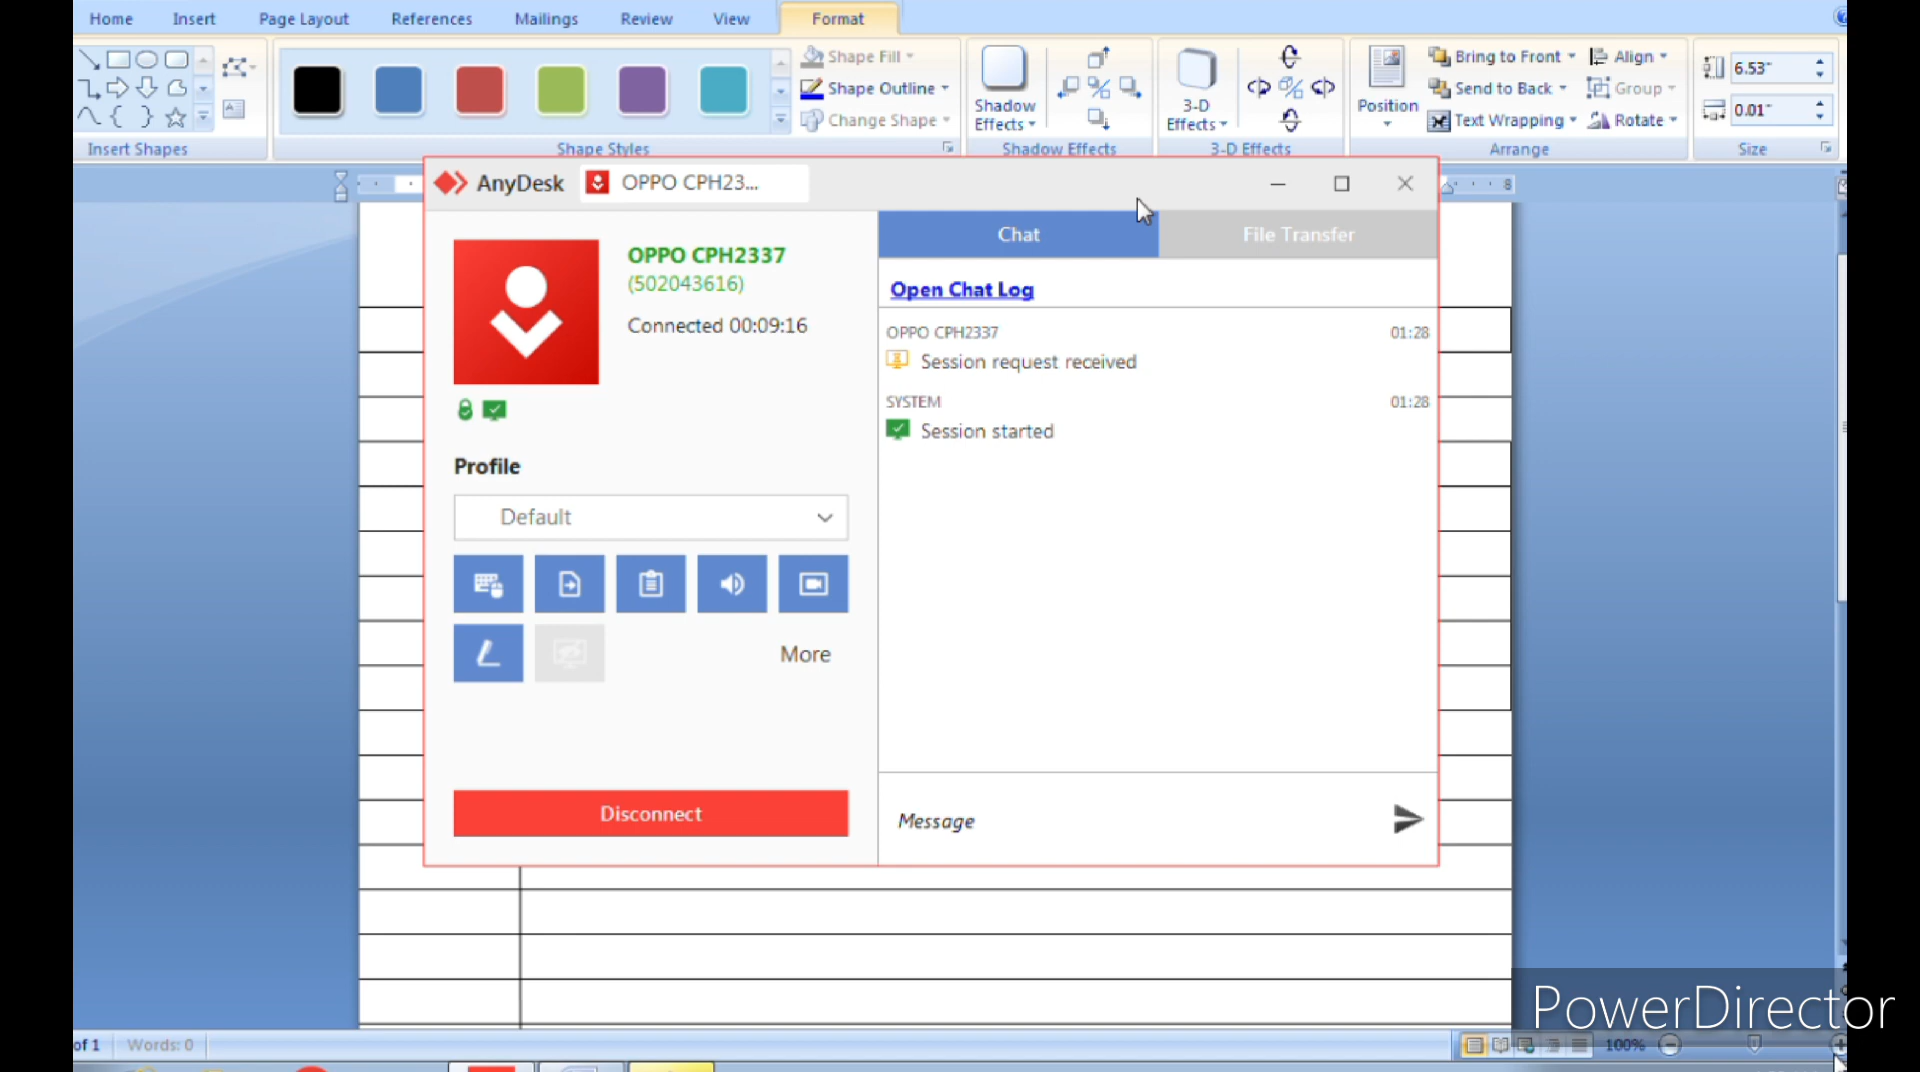 Home Insert Page Layout References Mailings Review View Format
Shape Fill
Shape Outline
Change Shape
Shadow Effects
3-D Effects
Position
Bring to Front
Send to Back
Text Wrapping
Align
Group
Rotate
6.53"
0.01"
Insert Shapes Shape Styles Shadow Effects 3-D Effects Arrange Size
8
AnyDesk OPPO CPH23...
OPPO CPH2337
(502043616)
Connected 00:09:16
Profile
Default
More
Disconnect
Chat File Transfer
Open Chat Log
OPPO CPH2337 01:28
Session request received
SYSTEM 01:28
Session started
Message
PowerDirector
of 1 Words: 0 100%